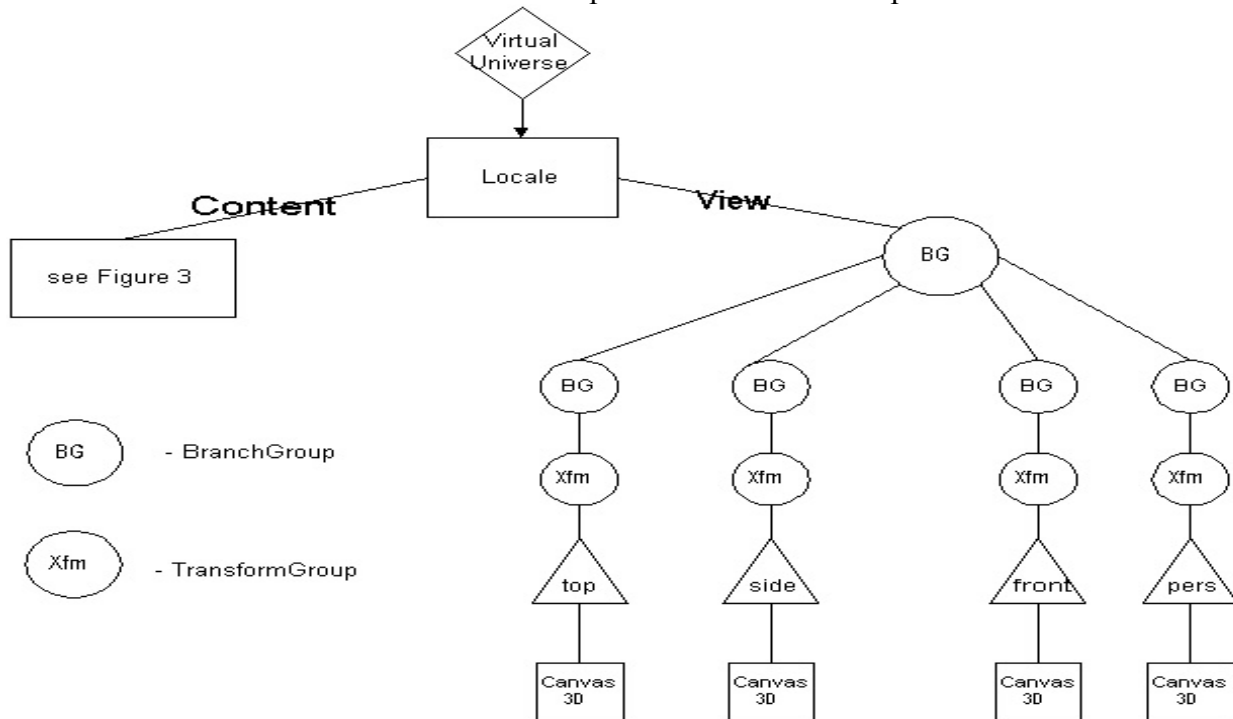 Virtual
Universe
Locale
Content
View
see Figure 3
BG
BG
BG
BG
BG
BG
- BranchGroup
Xfm
Xfm
Xfm
Xfm
Xfm
- TransformGroup
top
side
front
pers
Canvas
3D
Canvas
3D
Canvas
3D
Canvas
3D